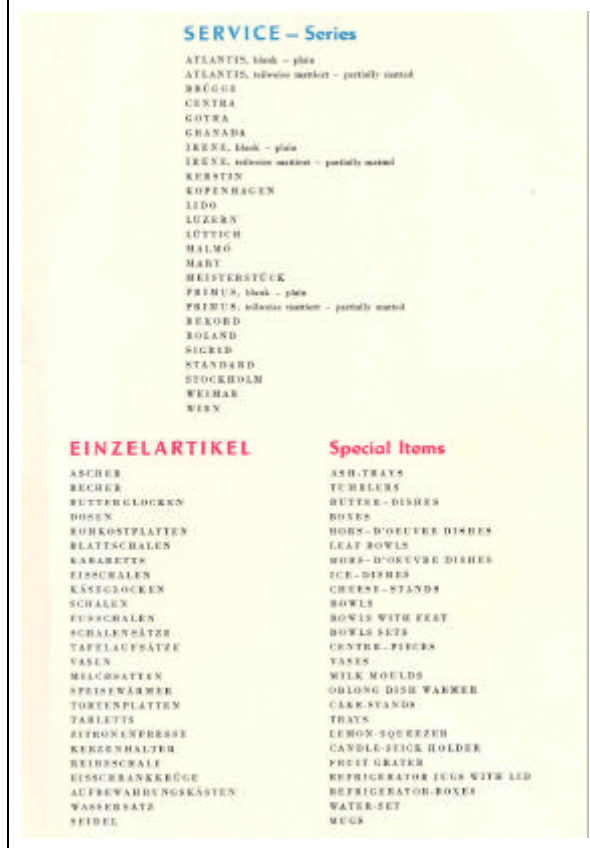 SERVICE – Series
ATLANTIS, blank – plain
ATLANTIS, teilweise mattiert – partially matted
BRÜGGE
CENTRA
GOTHA
GRANADA
IRENE, blank – plain
IRENE, teilweise mattiert – partially matted
KERSTIN
KOPENHAGEN
LIDO
LUZERN
LÜTTICH
MALMÖ
MARY
MEISTERSTÜCK
PRIMUS, blank – plain
PRIMUS, teilweise mattiert – partially matted
REKORD
ROLAND
SIGRID
STANDARD
STOCKHOLM
WEIMAR
WIEN
EINZELARTIKEL
ASCHER
BECHER
BUTTERGLOCKEN
DOSEN
ROHKOSTPLATTEN
BLATTSCHALEN
KABARETTS
EISSCHALEN
KÄSEGLOCKEN
SCHALEN
FUSSCHALEN
SCHALENSÄTZE
TAFELAUFSÄTZE
VASEN
MILCHSATTEN
SPEISEWÄRMER
TORTENPLATTEN
TABLETTS
ZITRONENPRESSE
KERZENHALTER
REIBESCHALE
EISSCHRANKKRÜGE
AUFBEWAHRUNGSKÄSTEN
WASSERSATZ
SEIDEL
Special Items
ASH-TRAYS
TUMBLERS
BUTTER-DISHES
BOXES
HORS-D'OEUVRE DISHES
LEAF BOWLS
HORS-D'OEUVRE DISHES
ICE-DISHES
CHEESE-STANDS
BOWLS
BOWLS WITH FEET
BOWLS SETS
CENTRE-PIECES
VASES
MILK MOULDS
OBLONG DISH WARMER
CAKE-STANDS
TRAYS
LEMON-SQUEEZER
CANDLE-STICK HOLDER
FRUIT GRATER
REFRIGERATOR JUGS WITH LID
REFRIGERATOR-BOXES
WATER-SET
MUGS